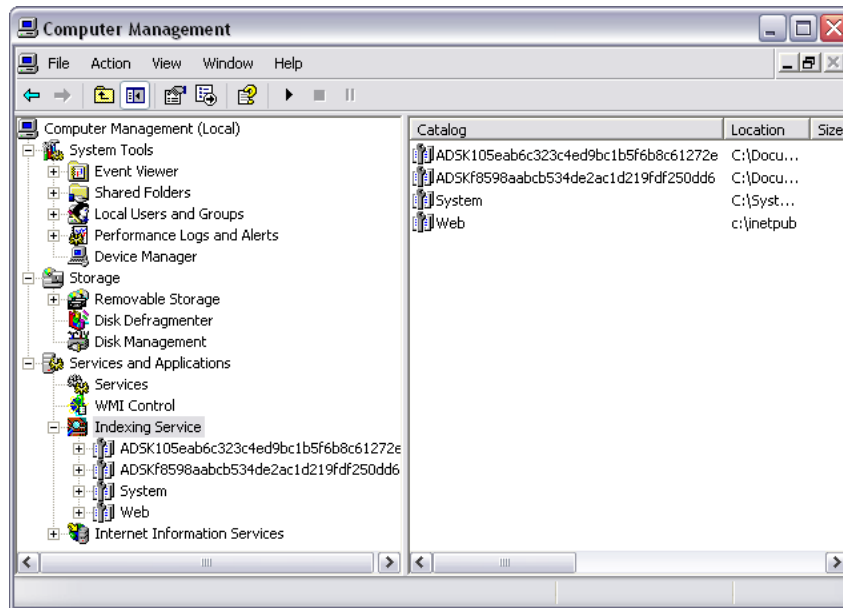 Computer Management
File Action View Window Help
Computer Management (Local)
System Tools
Event Viewer
Shared Folders
Local Users and Groups
Performance Logs and Alerts
Device Manager
Storage
Removable Storage
Disk Defragmenter
Disk Management
Services and Applications
Services
WMI Control
Indexing Service
ADSK105eab6c323c4ed9bc1b5f6b8c61272e
ADSKf8598aabcb534de2ac1d219fdf250dd6
System
Web
Internet Information Services
Catalog Location Size
ADSK105eab6c323c4ed9bc1b5f6b8c61272e C:\Docu...
ADSKf8598aabcb534de2ac1d219fdf250dd6 C:\Docu...
System C:\Syst...
Web c:\inetpub